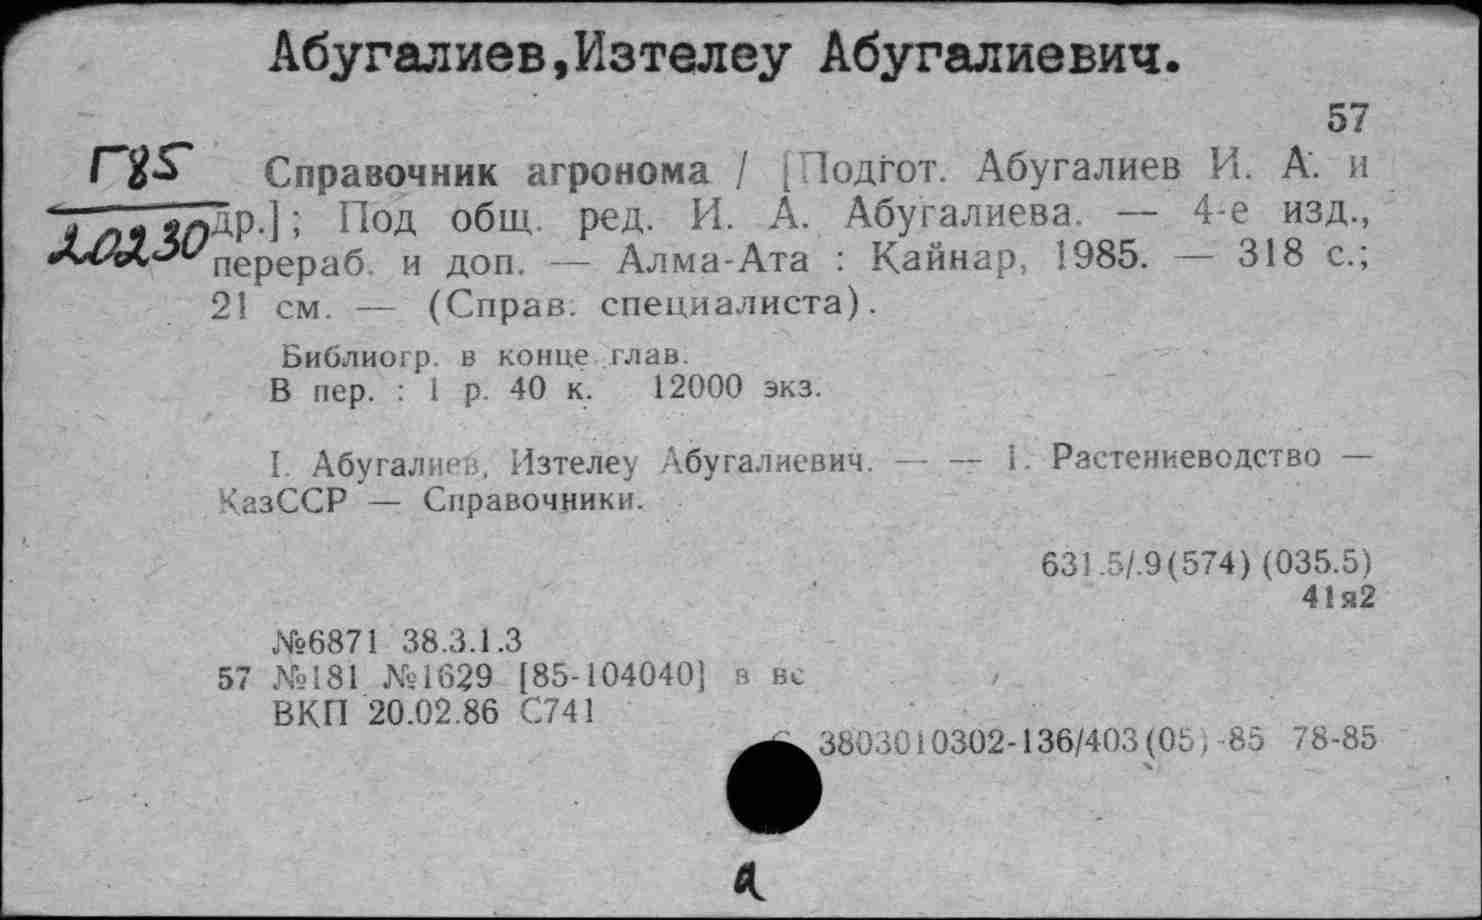 Абугалиев,Изтелеу Абугалиевич.
57
Г85
20230
Справочник агронома / [Подгот. Абугалиев И. А. и
др.]; Под общ. ред. И. А. Абугалиева. — 4-е изд.,
перераб. и доп. — Алма-Ата : Кайнар, 1985. — 318 с.;
21 см. — (Справ. специалиста).
Библиогр. в конце глав.
В пер. : 1 р. 40 к. 12000 экз.
I. Абугалиев, Изтелеу Абугалиевич. — — 1. Растениеводство —
КазССР — Справочники.
631.5/.9(574) (035.5)
41я2
№6871 38.3.1.3
57 №181 №1629 [85-104040] в вс
ВКП 20.02.86 С741
3803010302-136/403(05)-85 78-85